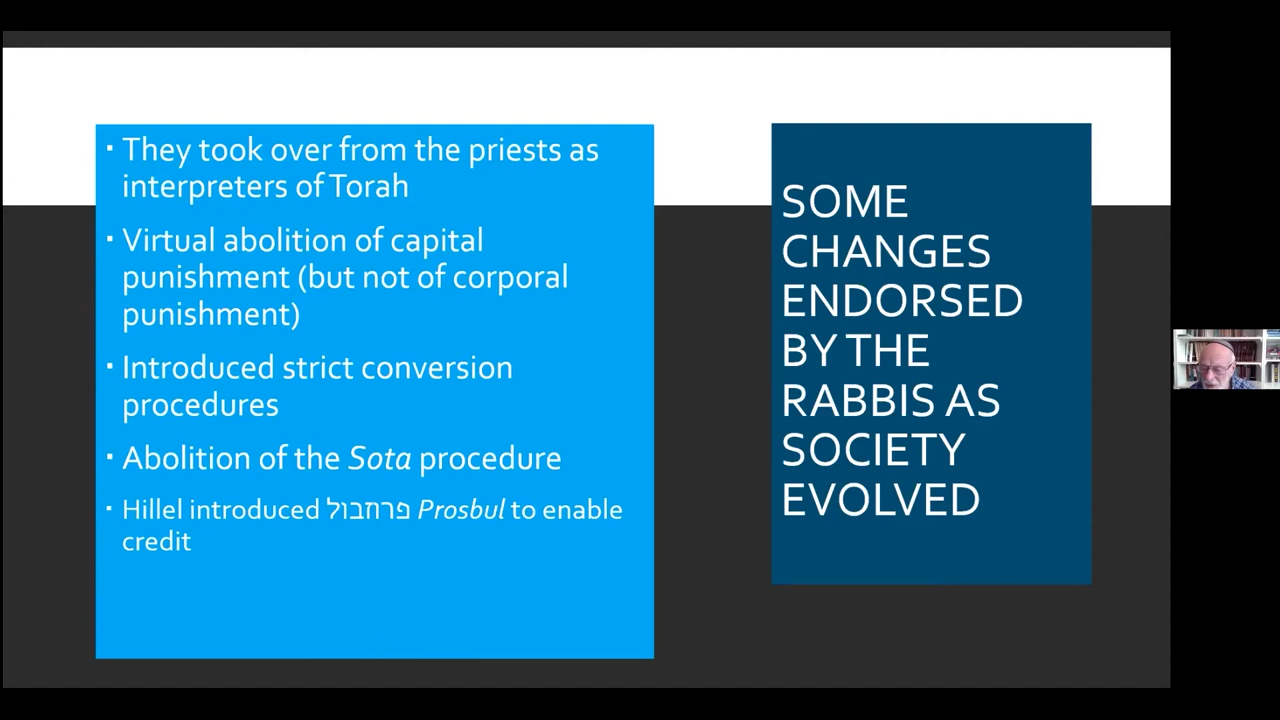 ▪ They took over from the priests as
interpreters of Torah
▪ Virtual abolition of capital
punishment (but not of corporal
punishment)
▪ Introduced strict conversion
procedures
▪ Abolition of the Sota procedure
▪ Hillel introduced פרחבול Prosbul to enable
credit
SOME
CHANGES
ENDORSED
BY THE
RABBIS AS
SOCIETY
EVOLVED